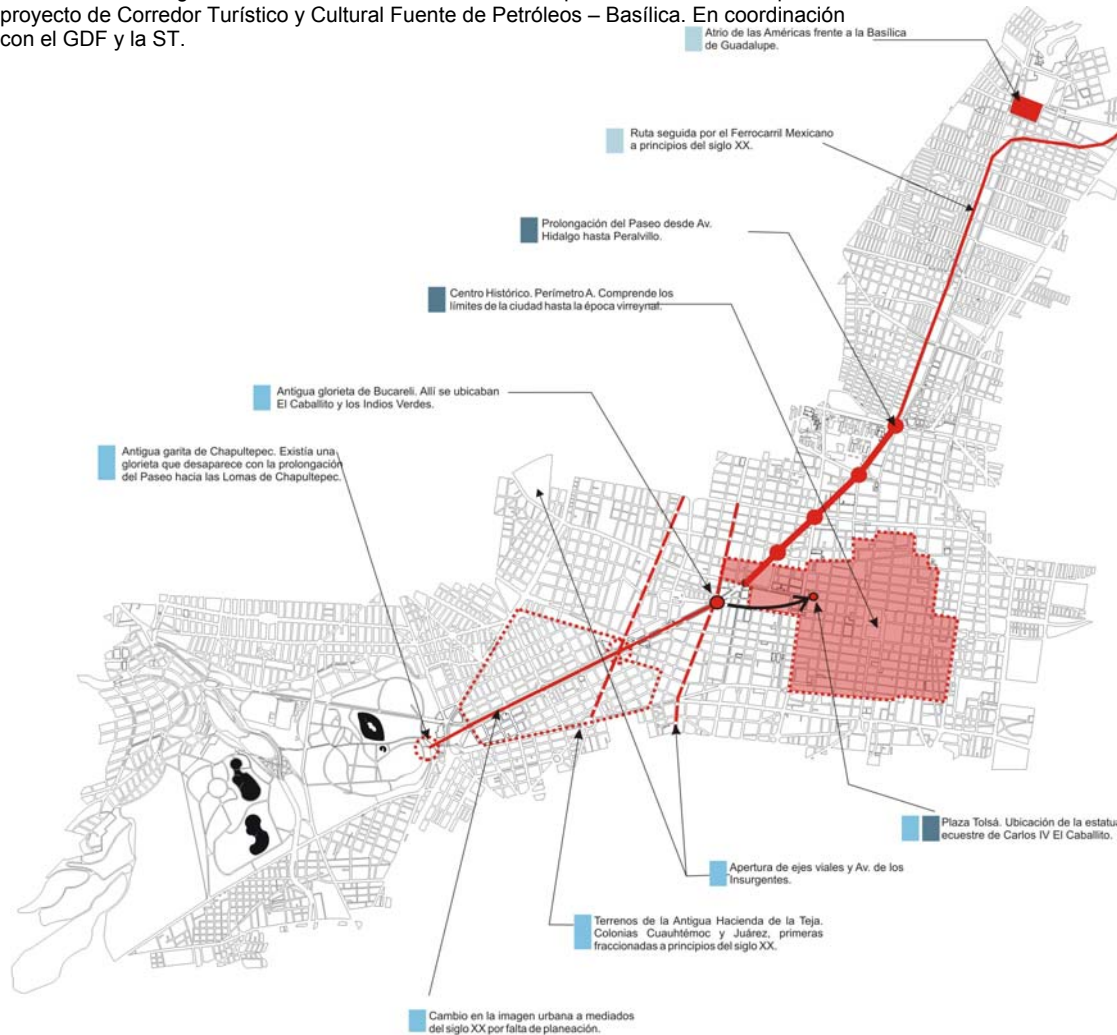 proyecto de Corredor Turístico y Cultural Fuente de Petróleos – Basílica. En coordinación
con el GDF y la ST.
Atrio de las Américas frente a la Basílica
de Guadalupe.
Ruta seguida por el Ferrocarril Mexicano
a principios del siglo XX.
Prolongación del Paseo desde Av.
Hidalgo hasta Peralvillo.
Centro Histórico. Perímetro A. Comprende los
límites de la ciudad hasta la época virreynal.
Antigua glorieta de Bucareli. Allí se ubicaban
El Caballito y los Indios Verdes.
Antigua garita de Chapultepec. Existía una
glorieta que desaparece con la prolongación
del Paseo hacia las Lomas de Chapultepec.
Plaza Tolsá. Ubicación de la estatua
ecuestre de Carlos IV El Caballito.
Apertura de ejes viales y Av. de los
Insurgentes.
Terrenos de la Antigua Hacienda de la Teja.
Colonias Cuauhtémoc y Juárez, primeras
fraccionadas a principios del siglo XX.
Cambio en la imagen urbana a mediados
del siglo XX por falta de planeación.